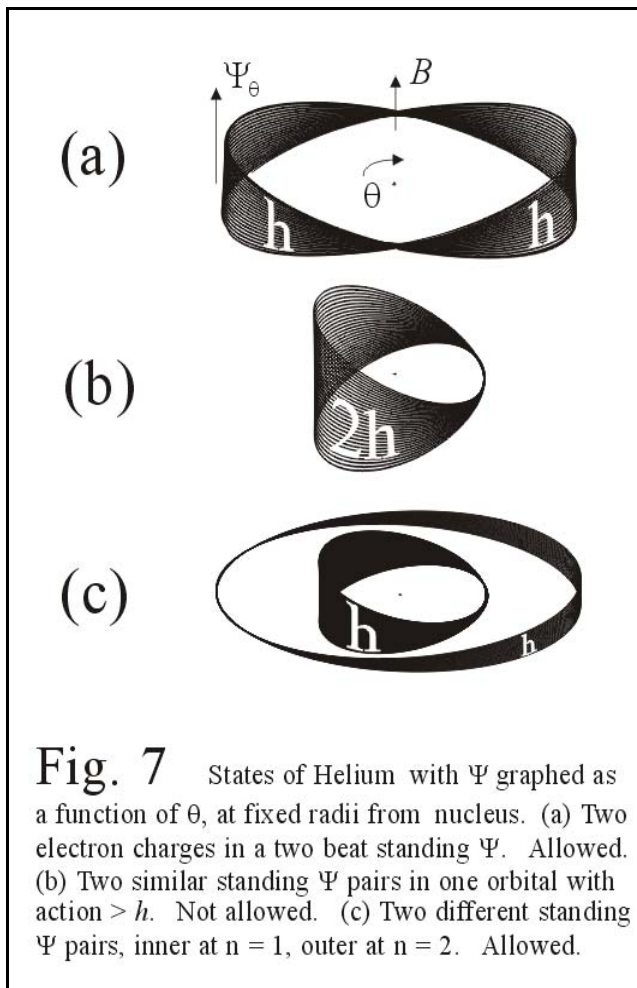 Ψθ
B
(a)
θ
h h
(b)
2h
(c)
h
h
Fig. 7 States of Helium with Ψ graphed as
a function of θ, at fixed radii from nucleus. (a) Two
electron charges in a two beat standing Ψ. Allowed.
(b) Two similar standing Ψ pairs in one orbital with
action > h. Not allowed. (c) Two different standing
Ψ pairs, inner at n = 1, outer at n = 2. Allowed.